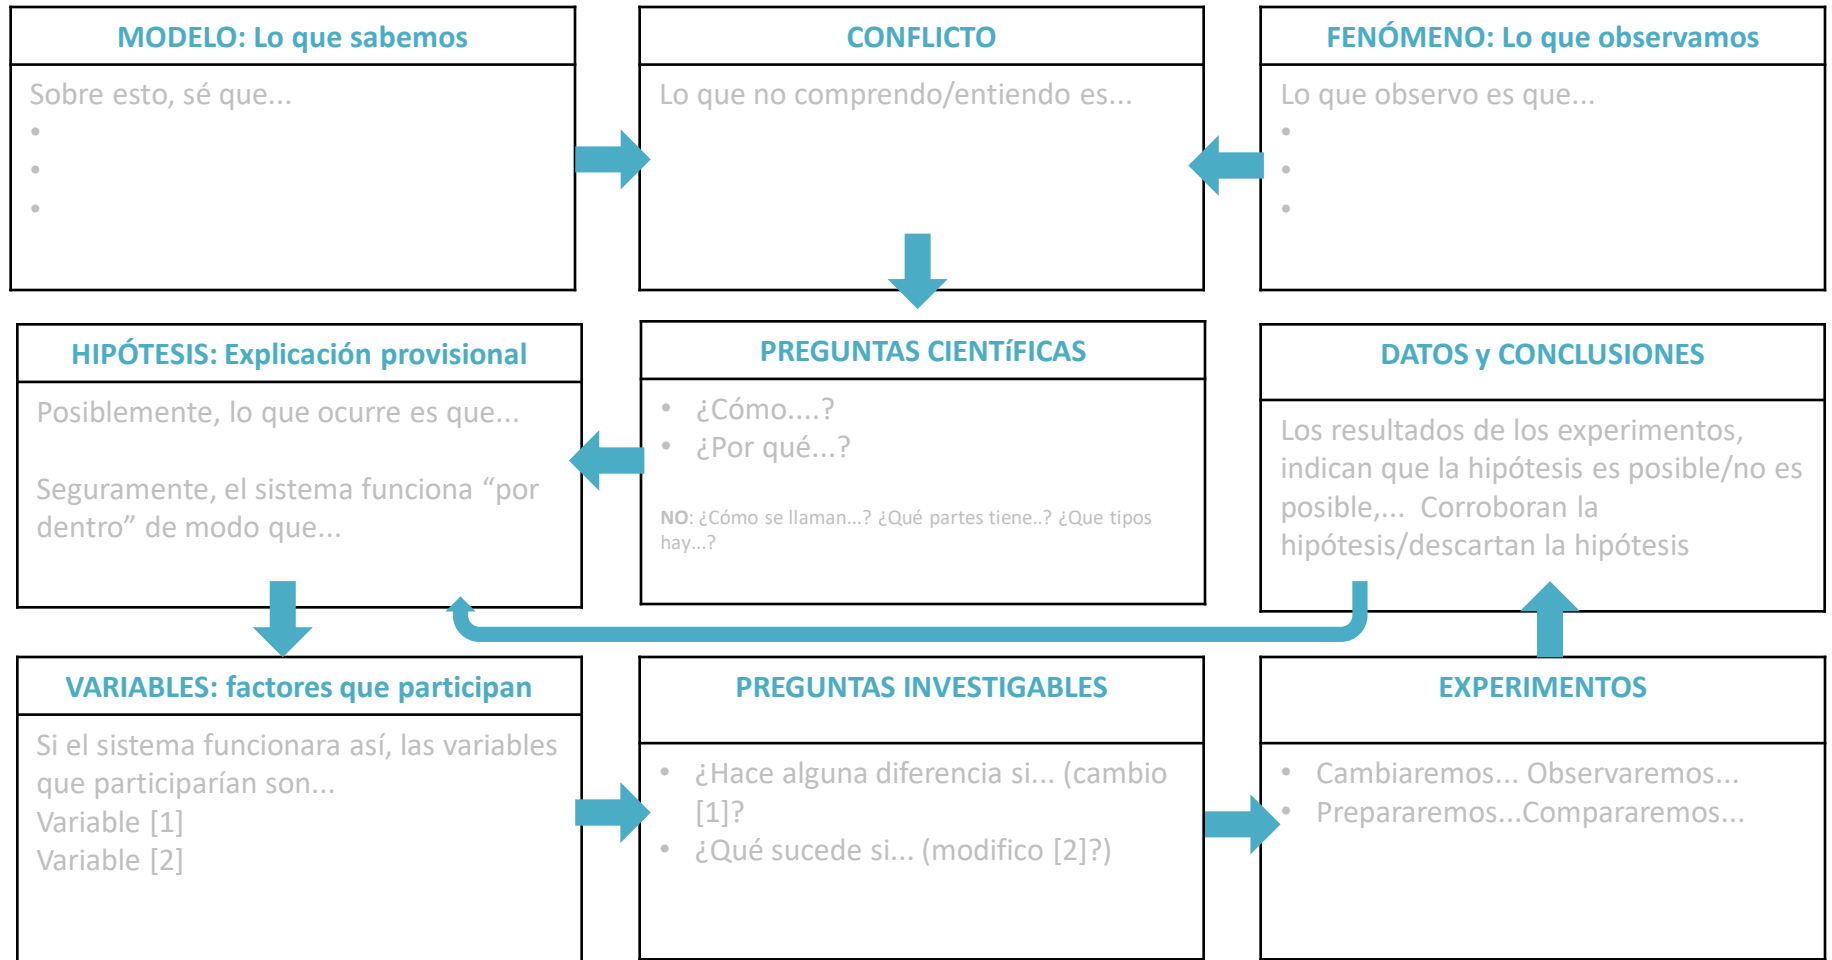 MODELO: Lo que sabemos
Sobre esto, sé que...
•
•
•
CONFLICTO
Lo que no comprendo/entiendo es...
FENÓMENO: Lo que observamos
Lo que observo es que...
•
•
•
HIPÓTESIS: Explicación provisional
Posiblemente, lo que ocurre es que...
Seguramente, el sistema funciona “por
dentro” de modo que...
PREGUNTAS CIENTíFICAS
• ¿Cómo....?
• ¿Por qué...?
NO: ¿Cómo se llaman...? ¿Qué partes tiene..? ¿Que tipos
hay...?
DATOS y CONCLUSIONES
Los resultados de los experimentos,
indican que la hipótesis es posible/no es
posible,... Corroboran la
hipótesis/descartan la hipótesis
VARIABLES: factores que participan
Si el sistema funcionara así, las variables
que participarían son...
Variable [1]
Variable [2]
PREGUNTAS INVESTIGABLES
• ¿Hace alguna diferencia si... (cambio
[1]?
• ¿Qué sucede si... (modifico [2]?)
EXPERIMENTOS
• Cambiaremos... Observaremos...
• Prepararemos...Compararemos...